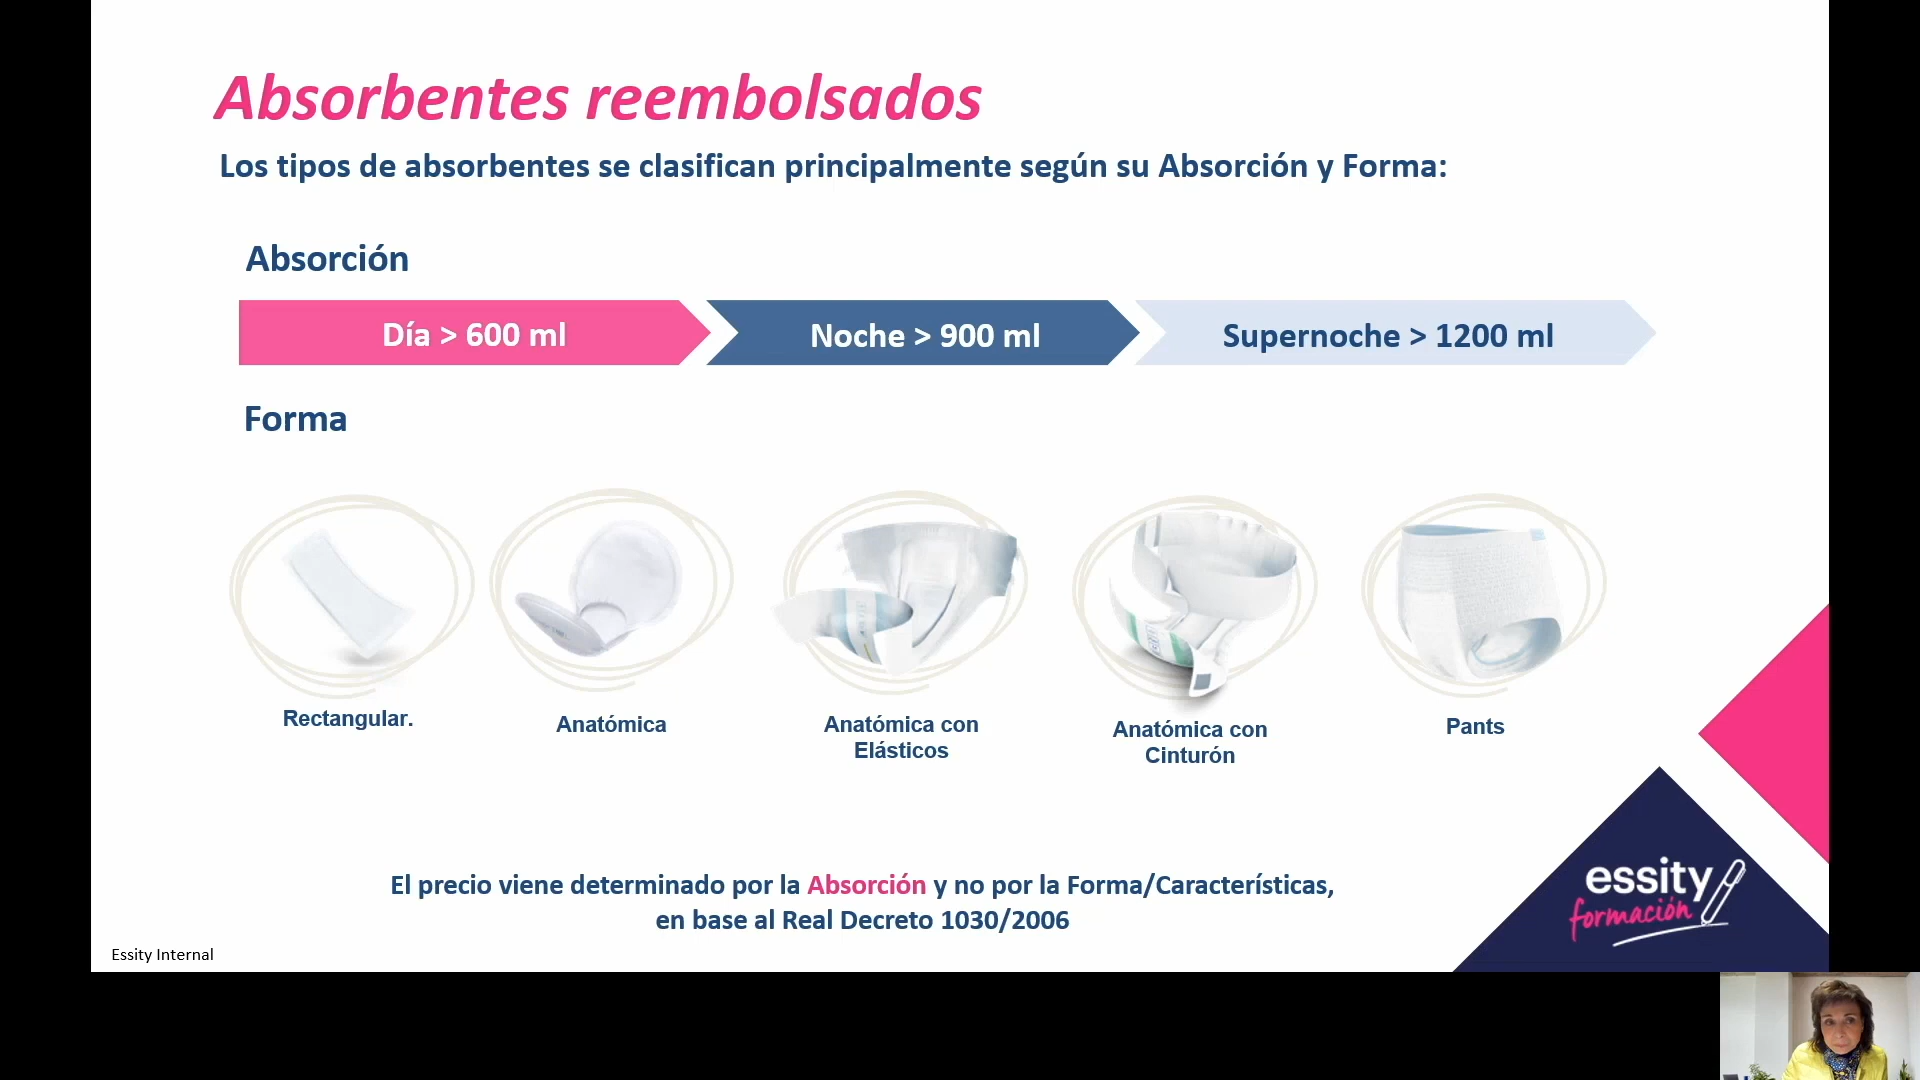 Absorbentes reembolsados
Los tipos de absorbentes se clasifican principalmente según su Absorción y Forma:
Absorción
Día > 600 ml
Noche > 900 ml
Supernoche > 1200 ml
Forma
Rectangular.
Anatómica
Anatómica con
Elásticos
Anatómica con
Cinturón
Pants
El precio viene determinado por la Absorción y no por la Forma/Características,
en base al Real Decreto 1030/2006
essity
formación
Essity Internal